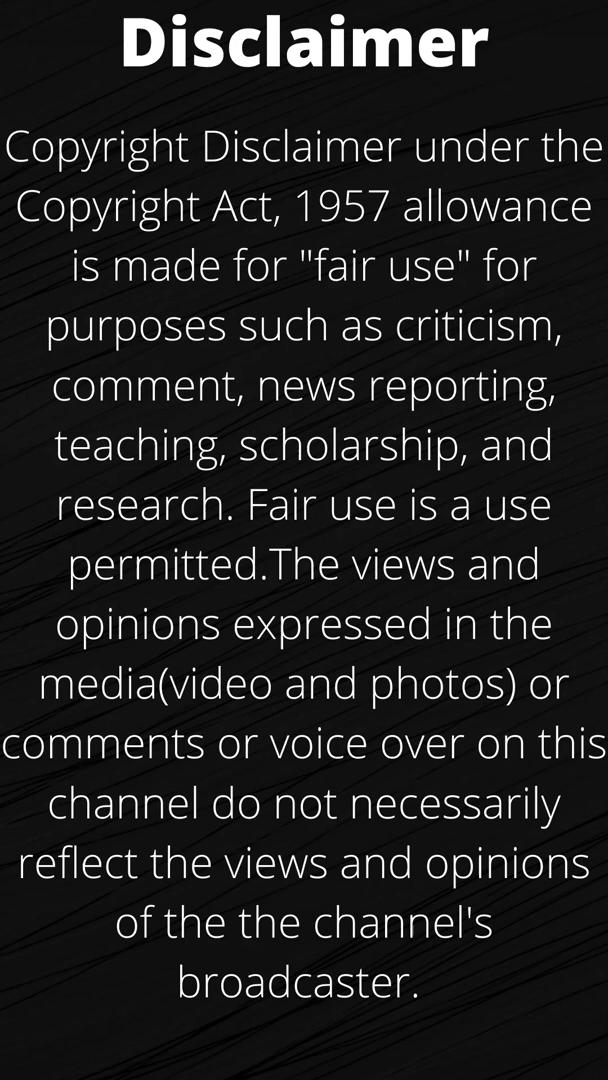 Disclaimer
Copyright Disclaimer under the
Copyright Act, 1957 allowance
is made for "fair use" for
purposes such as criticism,
comment, news reporting,
teaching, scholarship, and
research. Fair use is a use
permitted.The views and
opinions expressed in the
media(video and photos) or
comments or voice over on this
channel do not necessarily
reflect the views and opinions
of the the channel's
broadcaster.